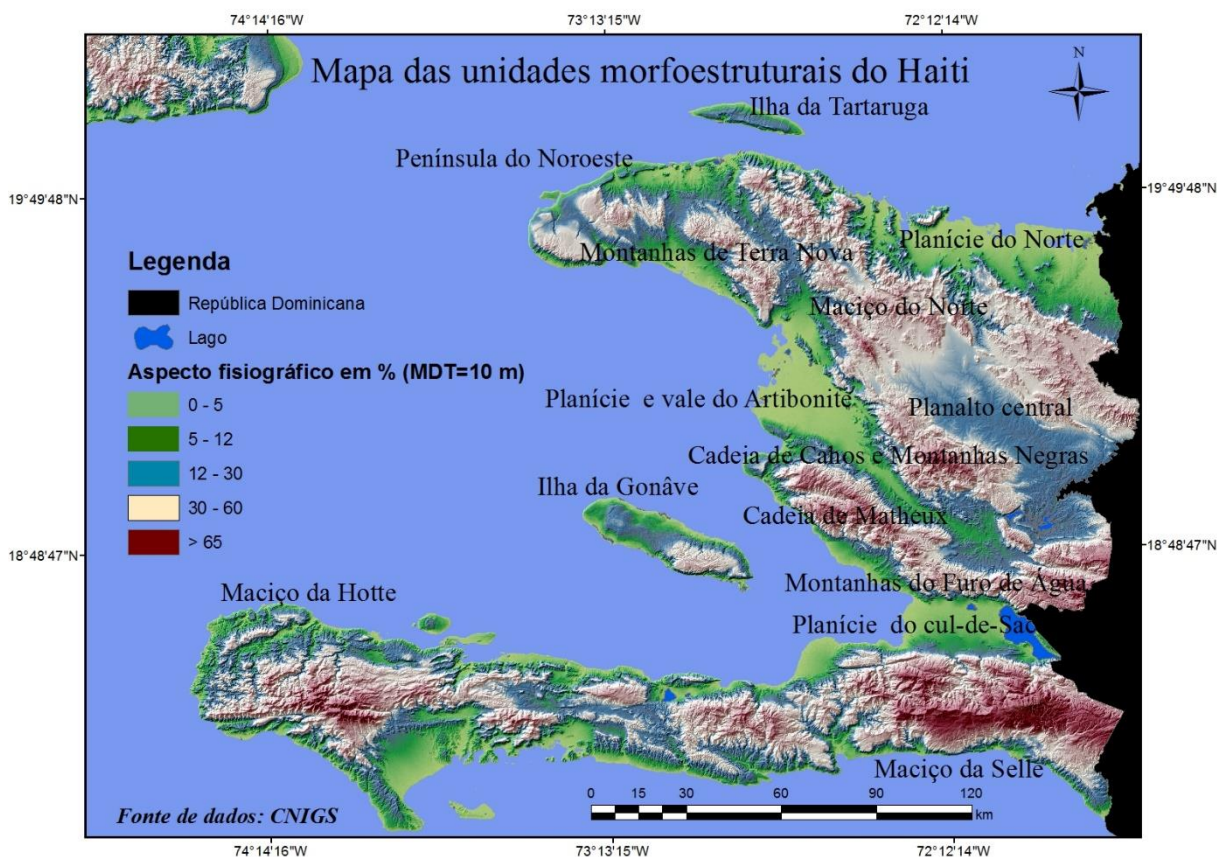 74°14'16"W 73°13'15"W 72°12'14"W
Mapa das unidades morfoestruturais do Haiti
N
Ilha da Tartaruga
Península do Noroeste
19°49'48"N 19°49'48"N
Planície do Norte
Montanhas de Terra Nova
Legenda
República Dominicana
Lago
Aspecto fisiográfico em % (MDT=10 m)
0 - 5
5 - 12
12 - 30
30 - 60
> 65
Maciço do Noite
Planície e vale do Artibonite
Planalto central
Cadeia de Cahos e Montanhas Negras
Ilha da Gonâve
Cadeia de Matheux
18°48'47"N 18°48'47"N
Montanhas do Furo de Água
Maciço da Hotte
Planície do cul-de-Sac
Maciço da Selle
0 15 30 60 90 120
km
Fonte de dados: CNIGS
74°14'16"W 73°13'15"W 72°12'14"W